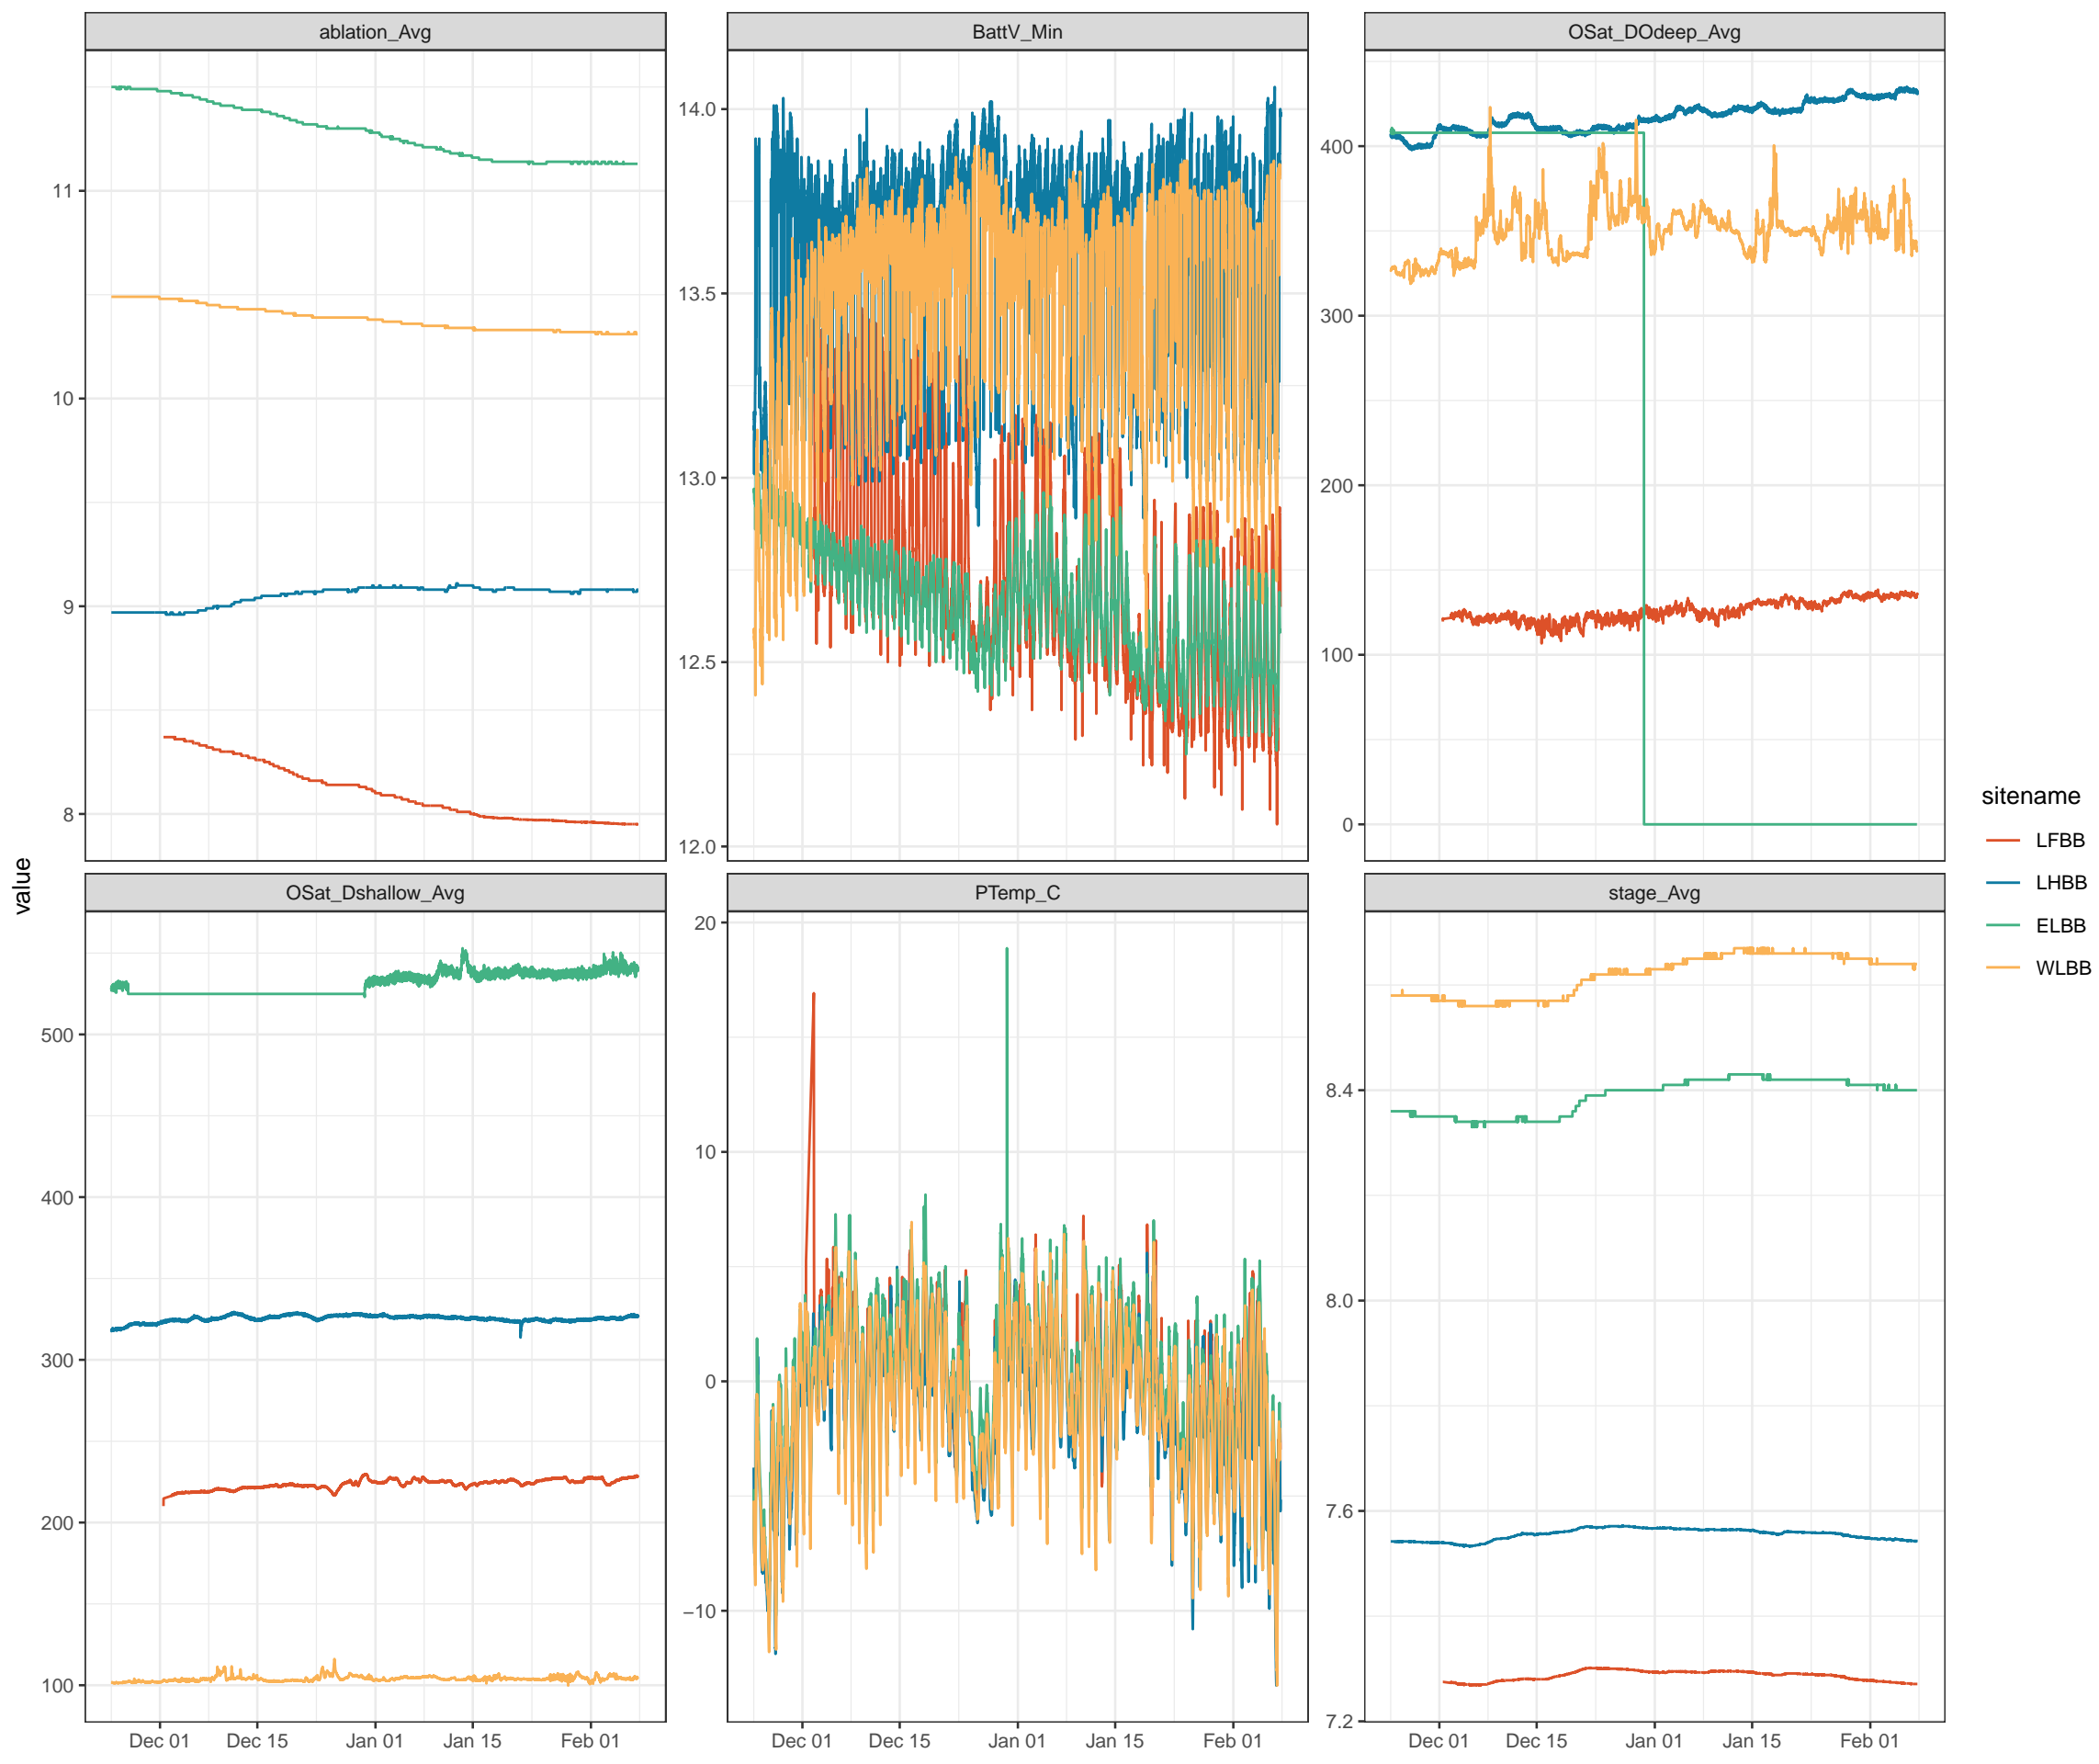 ablation_Avg
BattV_Min
OSat_DOdeep_Avg
11
10
9
8
14.0
13.5
13.0
12.5
12.0
400
300
200
100
0
value
OSat_Dshallow_Avg
PTemp_C
stage_Avg
500
400
300
200
100
20
10
0
−10
8.4
8.0
7.6
7.2
Dec 01 Dec 15 Jan 01 Jan 15 Feb 01
Dec 01 Dec 15 Jan 01 Jan 15 Feb 01
Dec 01 Dec 15 Jan 01 Jan 15 Feb 01
sitename
LFBB
LHBB
ELBB
WLBB